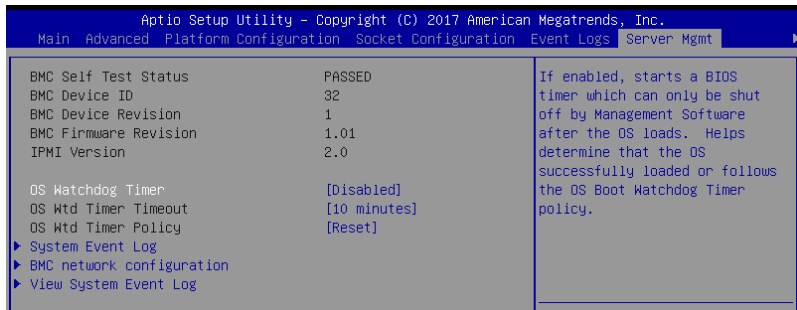 Aptio Setup Utility – Copyright (C) 2017 American Megatrends, Inc.
Main Advanced Platform Configuration Socket Configuration Event Logs Server Mgmt
BMC Self Test Status PASSED
BMC Device ID 32
BMC Device Revision 1
BMC Firmware Revision 1.01
IPMI Version 2.0
OS Watchdog Timer [Disabled]
OS Wtd Timer Timeout [10 minutes]
OS Wtd Timer Policy [Reset]
System Event Log
BMC network configuration
View System Event Log
If enabled, starts a BIOS
timer which can only be shut
off by Management Software
after the OS loads. Helps
determine that the OS
successfully loaded or follows
the OS Boot Watchdog Timer
policy.